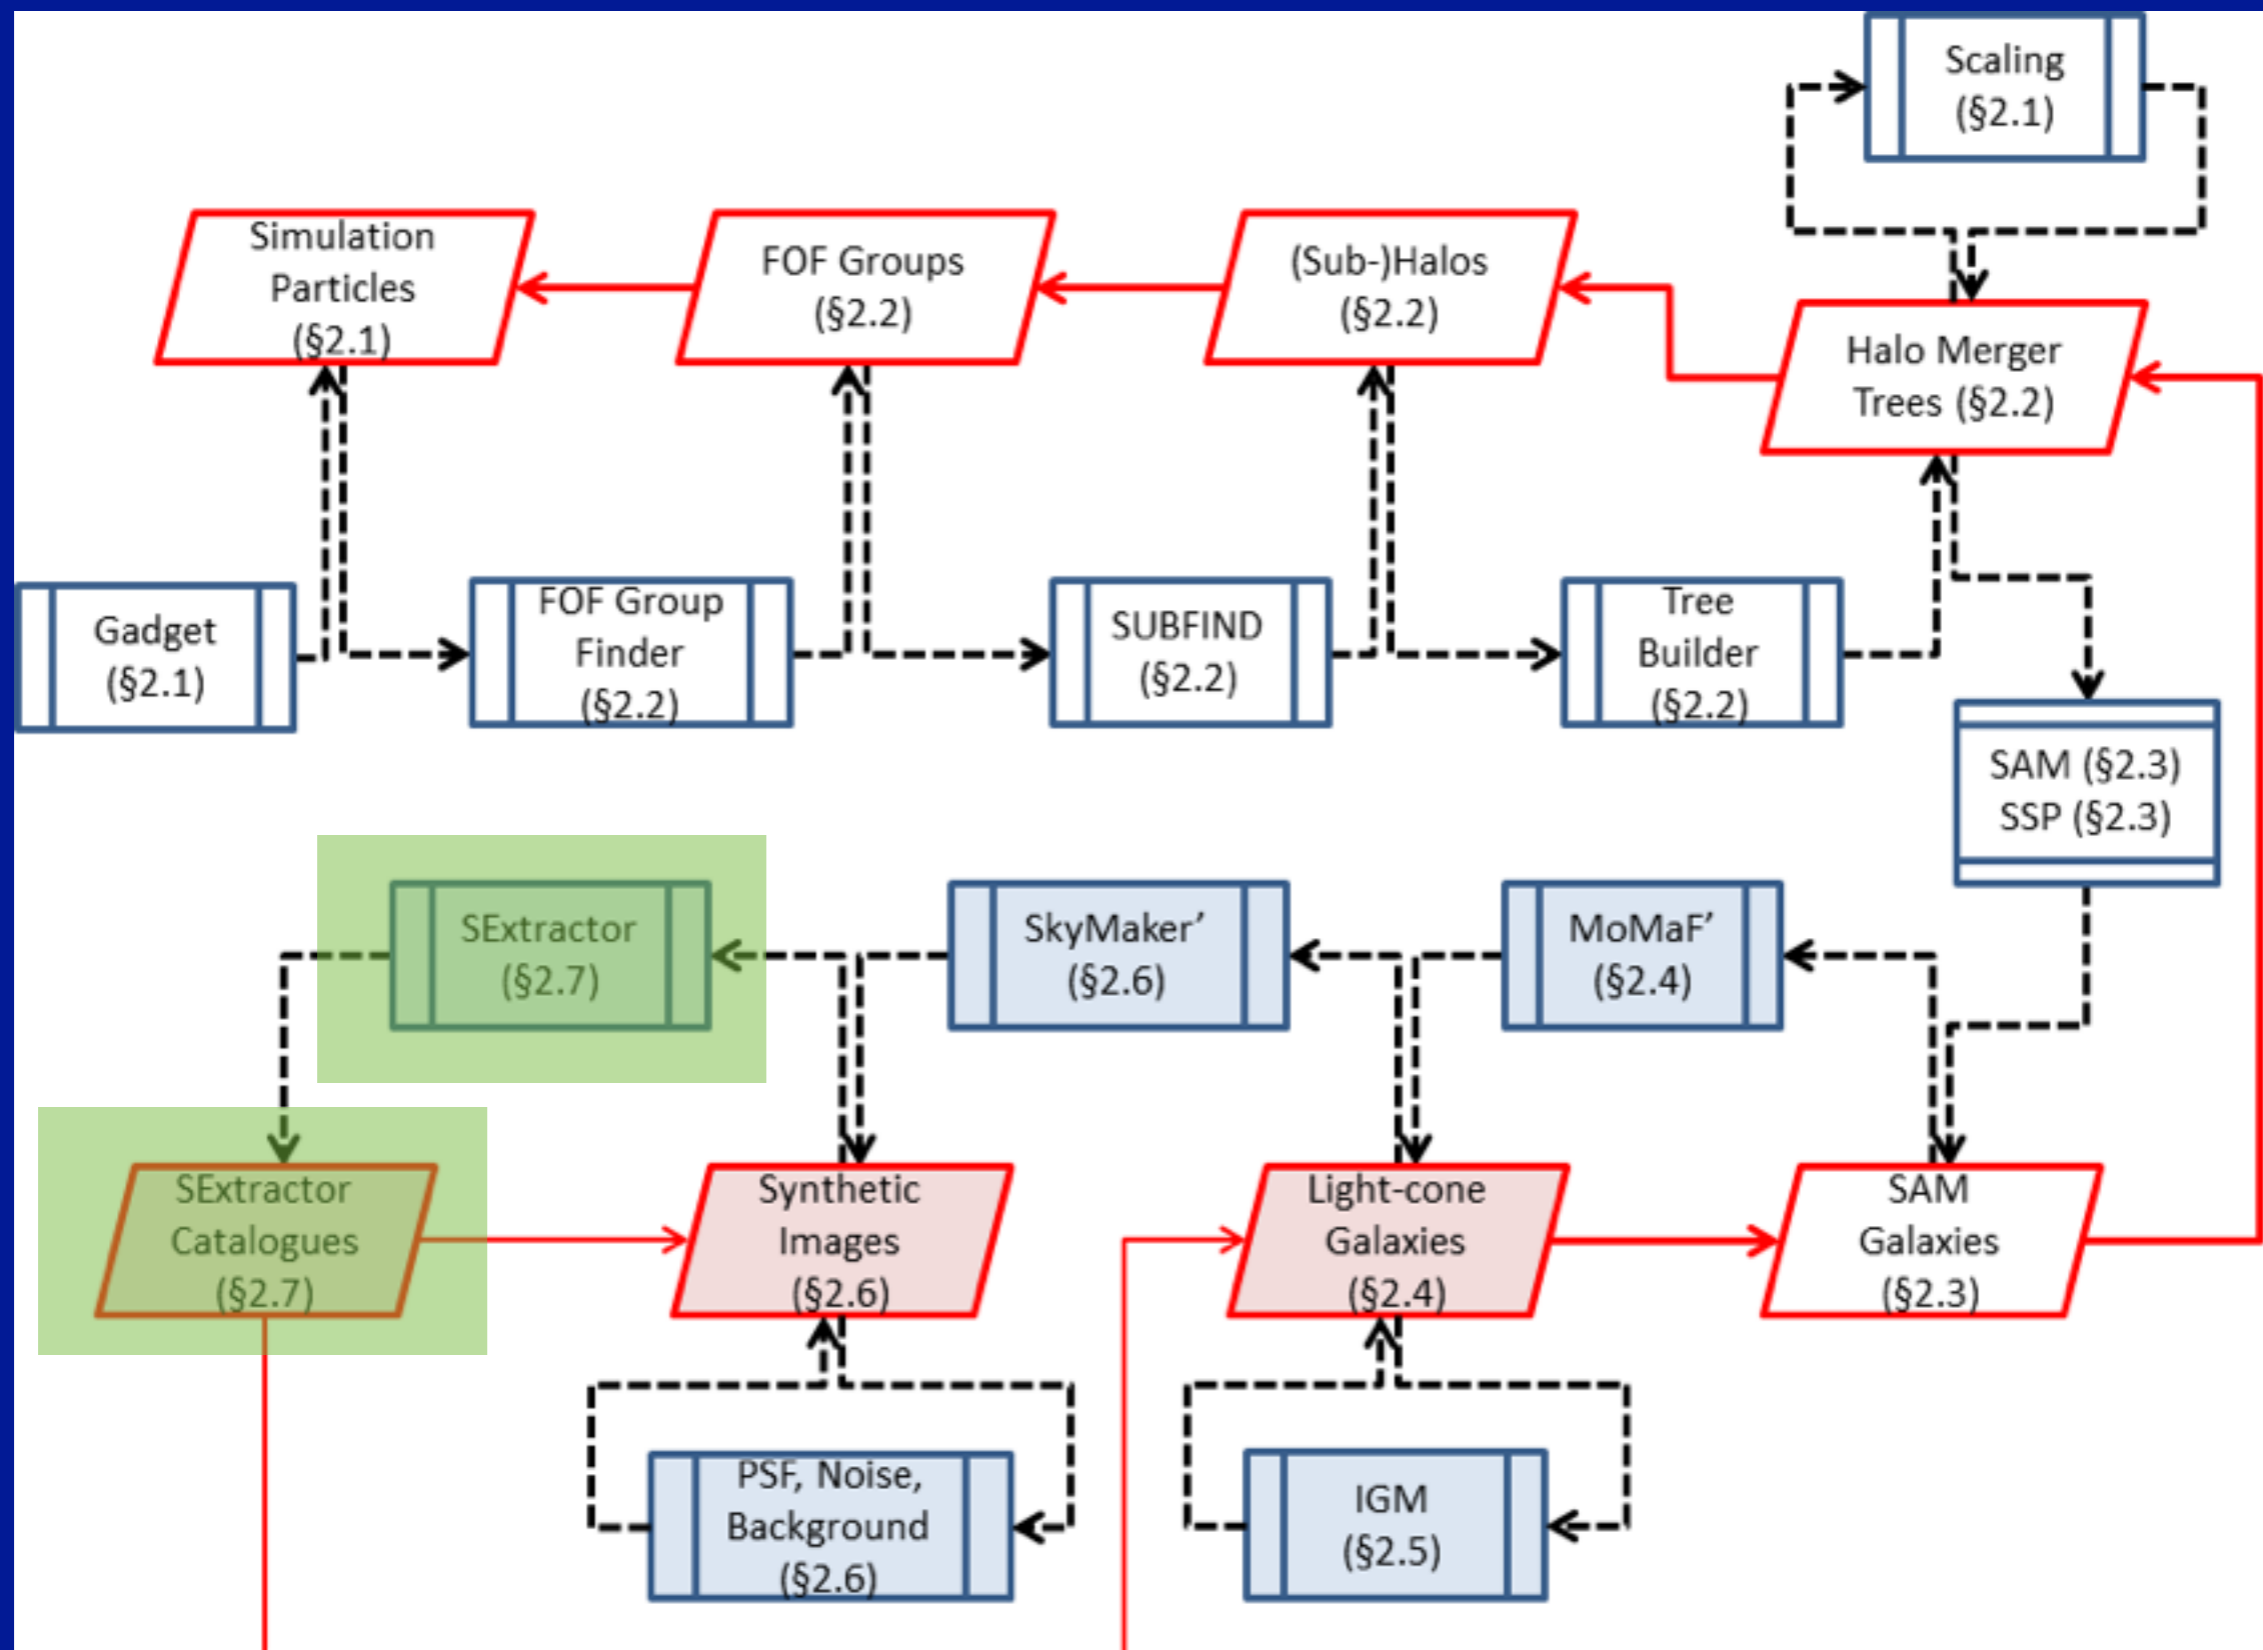 Scaling
(§2.1)
Simulation
Particles
(§2.1)
FOF Groups
(§2.2)
(Sub-)Halos
(§2.2)
Halo Merger
Trees (§2.2)
Gadget
(§2.1)
FOF Group
Finder
(§2.2)
SUBFIND
(§2.2)
Tree
Builder
(§2.2)
SAM (§2.3)
SSP (§2.3)
SExtractor
(§2.7)
SkyMaker’
(§2.6)
MoMaF’
(§2.4)
SExtractor
Catalogues
(§2.7)
Synthetic
Images
(§2.6)
Light-cone
Galaxies
(§2.4)
SAM
Galaxies
(§2.3)
PSF, Noise,
Background
(§2.6)
IGM
(§2.5)